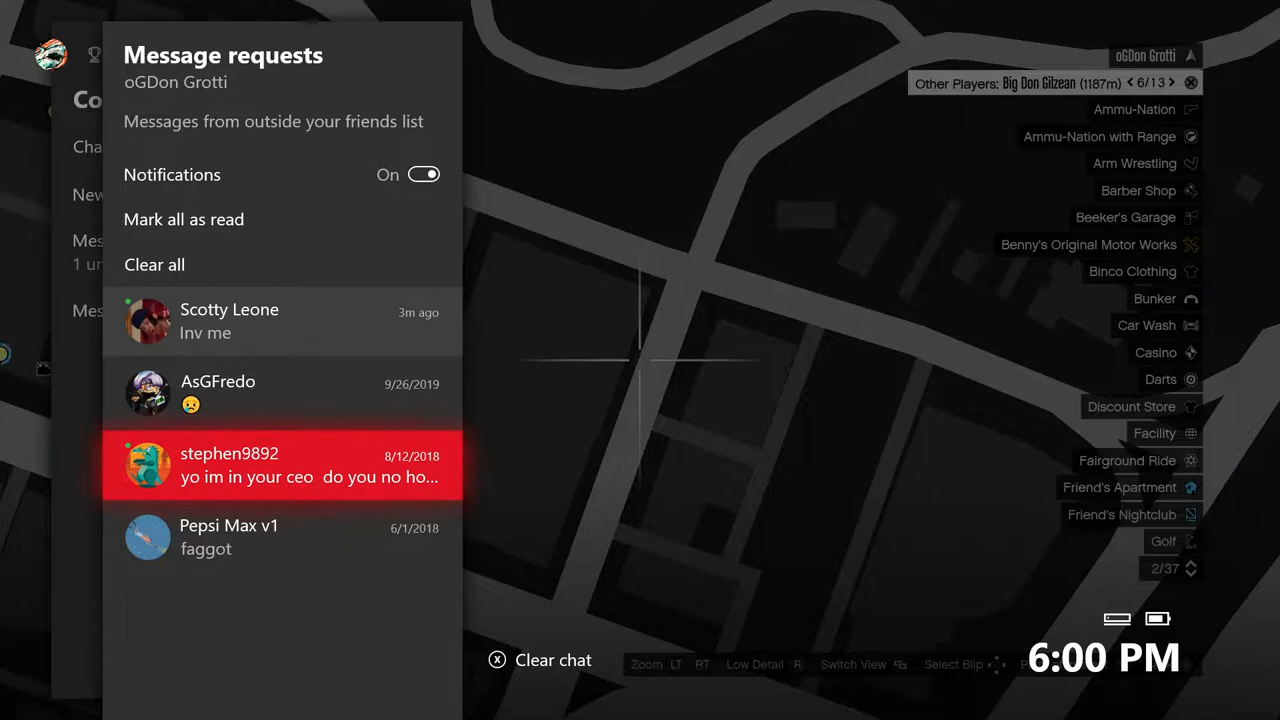 Message requests
oGDon Grotti
Messages from outside your friends list
Notifications On
Mark all as read
Clear all
Scotty Leone 3m ago
Inv me
AsGFredo 9/26/2019
😥
stephen9892 8/12/2018
yo im in your ceo do you no ho...
Pepsi Max v1 6/1/2018
faggot
Co
Cha
New
Mes
1 un
Mes
oGDon Grotti
Other Players: Big Don Gilzean (1187m) < 6/13 >
Ammu-Nation
Ammu-Nation with Range
Arm Wrestling
Barber Shop
Beeker's Garage
Benny's Original Motor Works
Binco Clothing
Bunker
Car Wash
Casino
Darts
Discount Store
Facility
Fairground Ride
Friend's Apartment
Friend's Nightclub
Golf
2/37
X Clear chat
Zoom LT RT Low Detail R Switch View Select Blip
6:00 PM